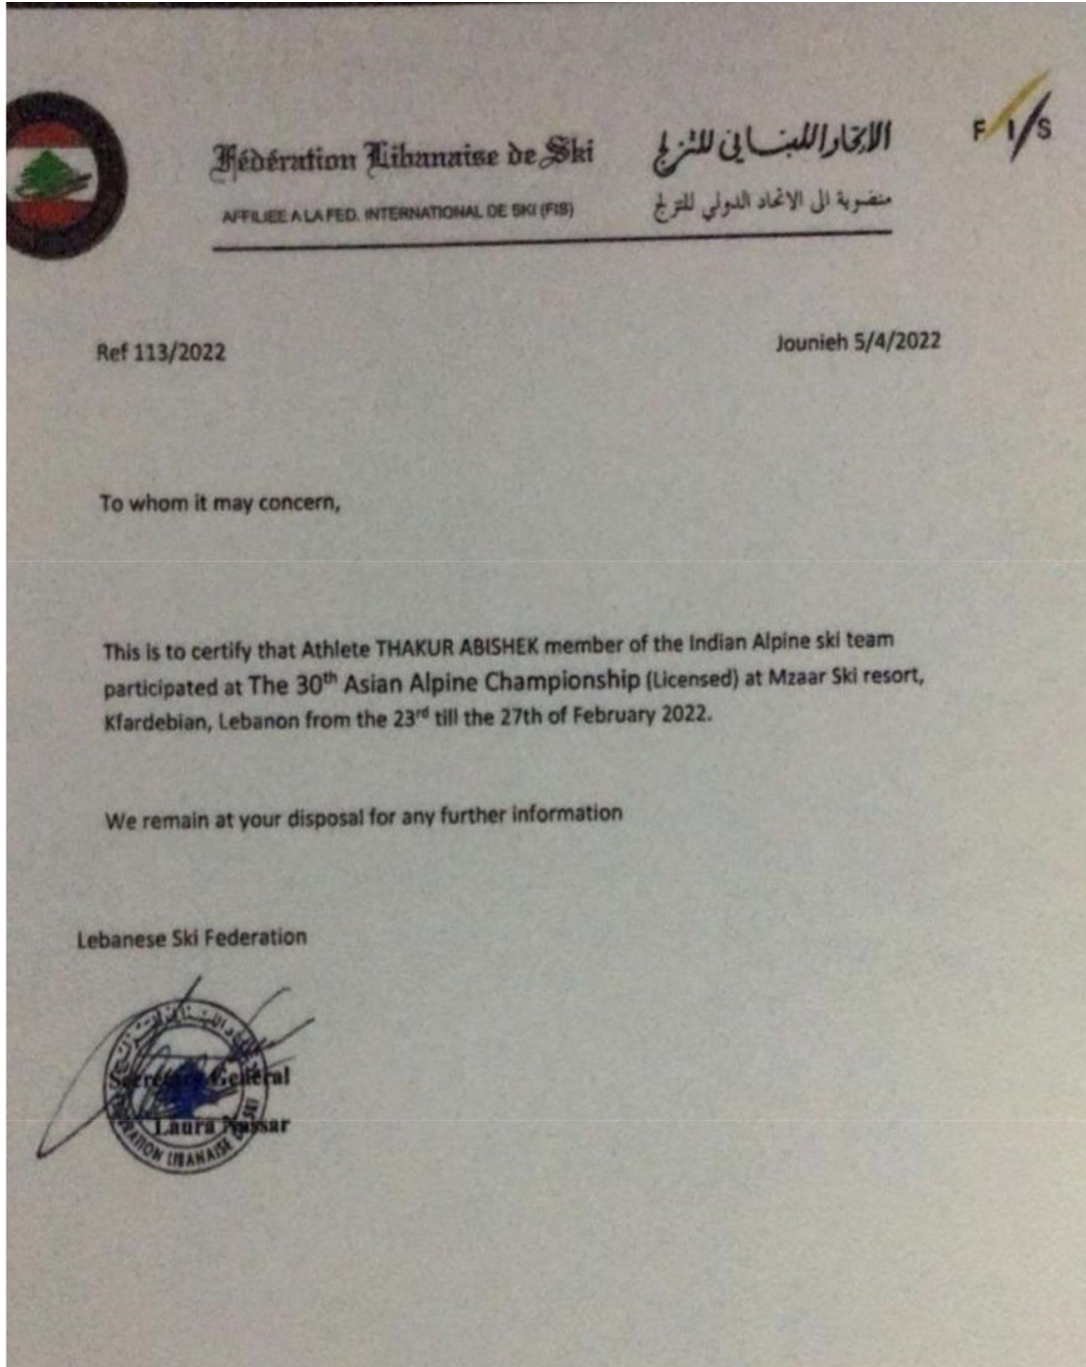 Fédération Libanaise de Ski
الاتحاد اللبناني للتزلج
FIS
AFFILIEE A LA FED. INTERNATIONAL DE SKI (FIS)
منضوية الى الاتحاد الدولي للتزلج
Ref 113/2022
Jounieh 5/4/2022
To whom it may concern,
This is to certify that Athlete THAKUR ABISHEK member of the Indian Alpine ski team
participated at The 30th Asian Alpine Championship (Licensed) at Mzaar Ski resort,
Kfardebian, Lebanon from the 23rd till the 27th of February 2022.
We remain at your disposal for any further information
Lebanese Ski Federation
General
Laura Nassar
LIBANAISE DE SKI